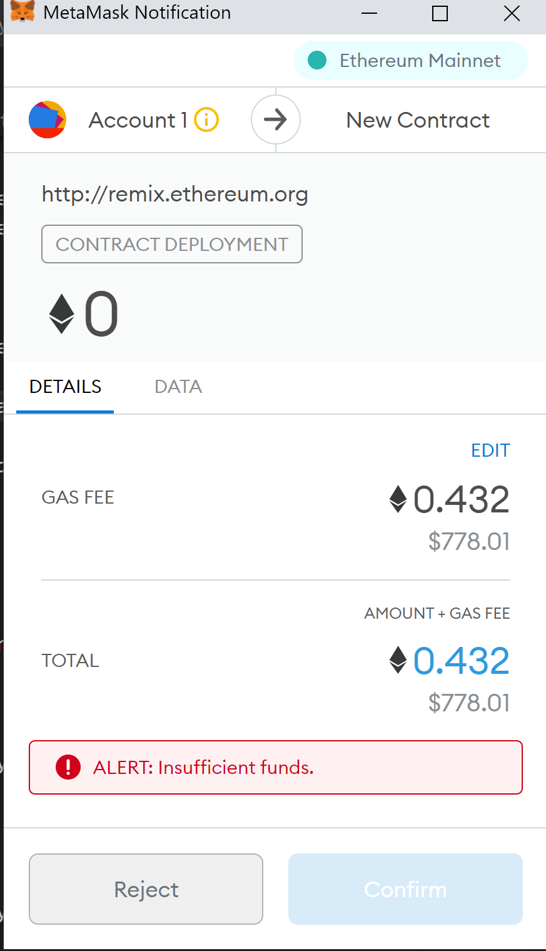 MetaMask Notification
Ethereum Mainnet
Account 1
New Contract
http://remix.ethereum.org
CONTRACT DEPLOYMENT
0
DETAILS
DATA
EDIT
GAS FEE
0.432
$778.01
AMOUNT + GAS FEE
TOTAL
0.432
$778.01
ALERT: Insufficient funds.
Reject
Confirm